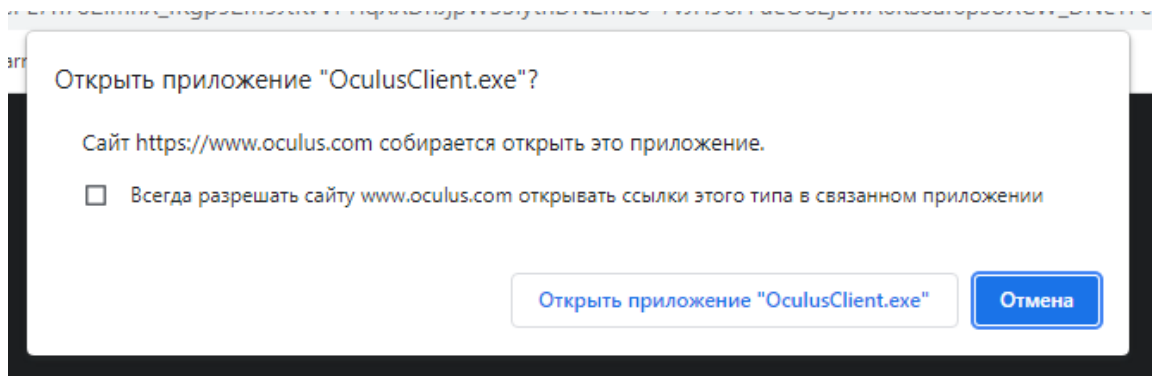 Открыть приложение "OculusClient.exe"?
Сайт https://www.oculus.com собирается открыть это приложение.
Всегда разрешать сайту www.oculus.com открывать ссылки этого типа в связанном приложении
Открыть приложение "OculusClient.exe"
Отмена